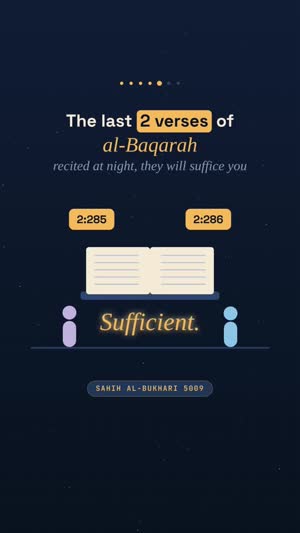 The last 2 verses of
al-Baqarah
recited at night, they will suffice you
2:285 2:286
Sufficient.
SAHIH AL-BUKHARI 5009